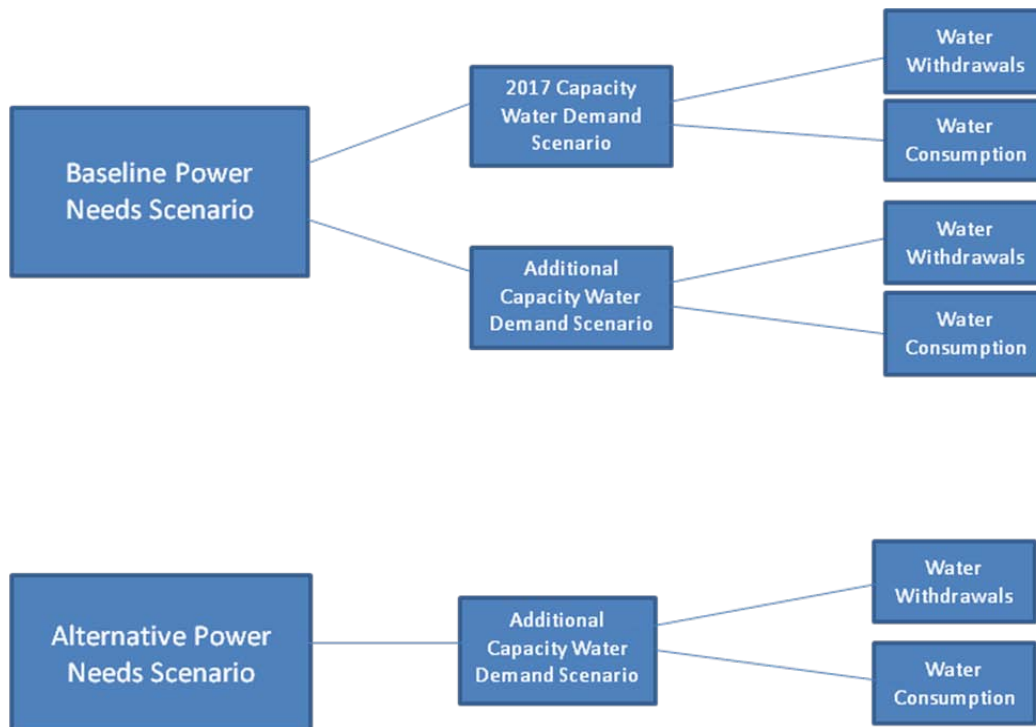 Baseline Power
Needs Scenario
2017 Capacity
Water Demand
Scenario
Water
Withdrawals
Water
Consumption
Additional
Capacity Water
Demand Scenario
Water
Withdrawals
Water
Consumption
Alternative Power
Needs Scenario
Additional
Capacity Water
Demand Scenario
Water
Withdrawals
Water
Consumption